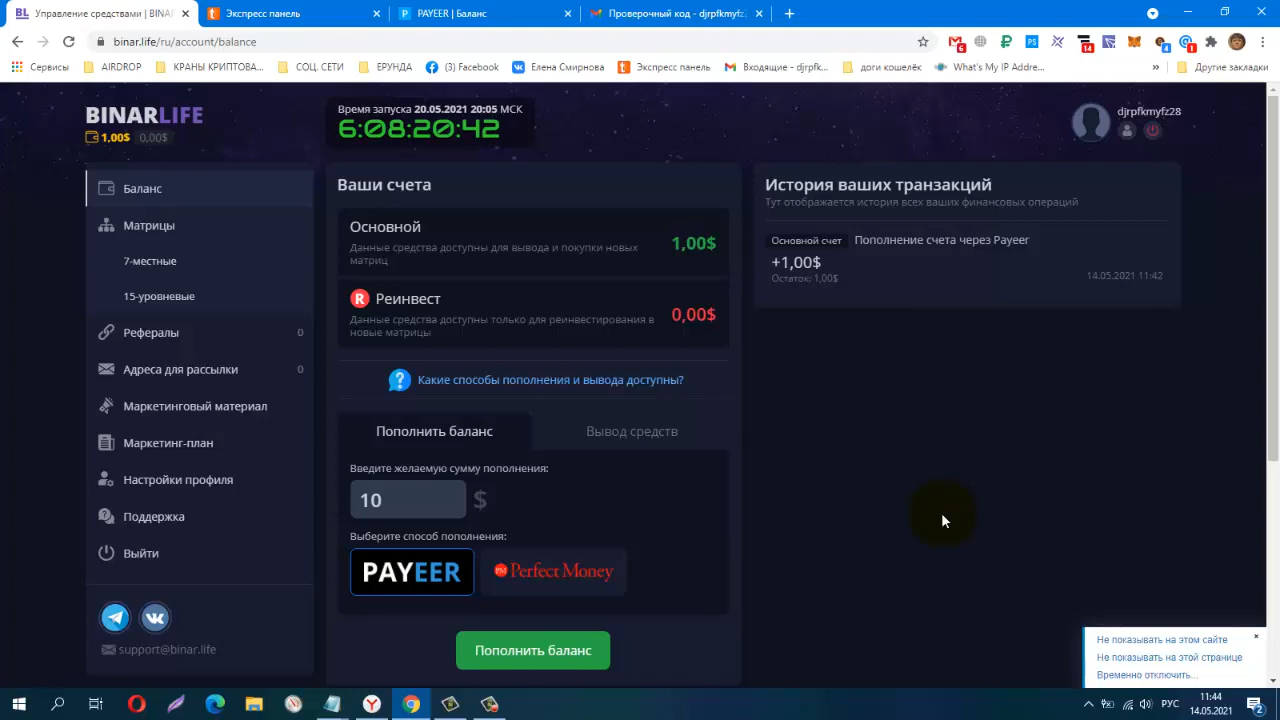 Управление средствами | BINAR
Экспресс панель
PAYEER | Баланс
Проверочный код - djrpfkmyfz
binar.life/ru/account/balance
Сервисы
AIRDROP
КРАНЫ КРИПТОВА...
СОЦ. СЕТИ
ЕРУНДА
(3) Facebook
Елена Смирнова
Экспресс панель
Входящие - djrpfk...
доги кошелёк
What's My IP Addre...
»
Другие закладки
BINARLIFE
1,00$ 0,00$
Время запуска 20.05.2021 20:05 МСК
6:08:20:42
djrpfkmyfz28
Баланс
Матрицы
7-местные
15-уровневые
Рефералы 0
Адреса для рассылки 0
Маркетинговый материал
Маркетинг-план
Настройки профиля
Поддержка
Выйти
support@binar.life
Ваши счета
Основной
Данные средства доступны для вывода и покупки новых
матриц
1,00$
R Реинвест
Данные средства доступны только для реинвестирования в
новые матрицы
0,00$
? Какие способы пополнения и вывода доступны?
Пополнить баланс
Вывод средств
Введите желаемую сумму пополнения:
10 $
Выберите способ пополнения:
PAYEER
PM Perfect Money
Пополнить баланс
История ваших транзакций
Тут отображается история всех ваших финансовых операций
Основной счет Пополнение счета через Payeer
+1,00$
Остаток: 1,00$
14.05.2021 11:42
Не показывать на этом сайте
Не показывать на этой странице
Временно отключить...
РУС
11:44
14.05.2021